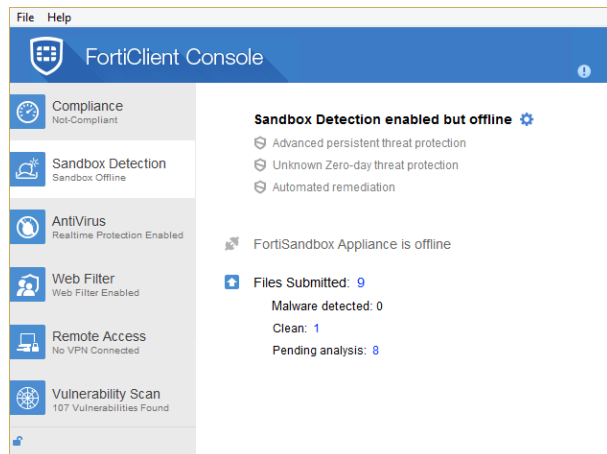 File Help
FortiClient Console
Compliance
Not-Compliant
Sandbox Detection
Sandbox Offline
AntiVirus
Realtime Protection Enabled
Web Filter
Web Filter Enabled
Remote Access
No VPN Connected
Vulnerability Scan
107 Vulnerabilities Found
Sandbox Detection enabled but offline
Advanced persistent threat protection
Unknown Zero-day threat protection
Automated remediation
FortiSandbox Appliance is offline
Files Submitted: 9
Malware detected: 0
Clean: 1
Pending analysis: 8